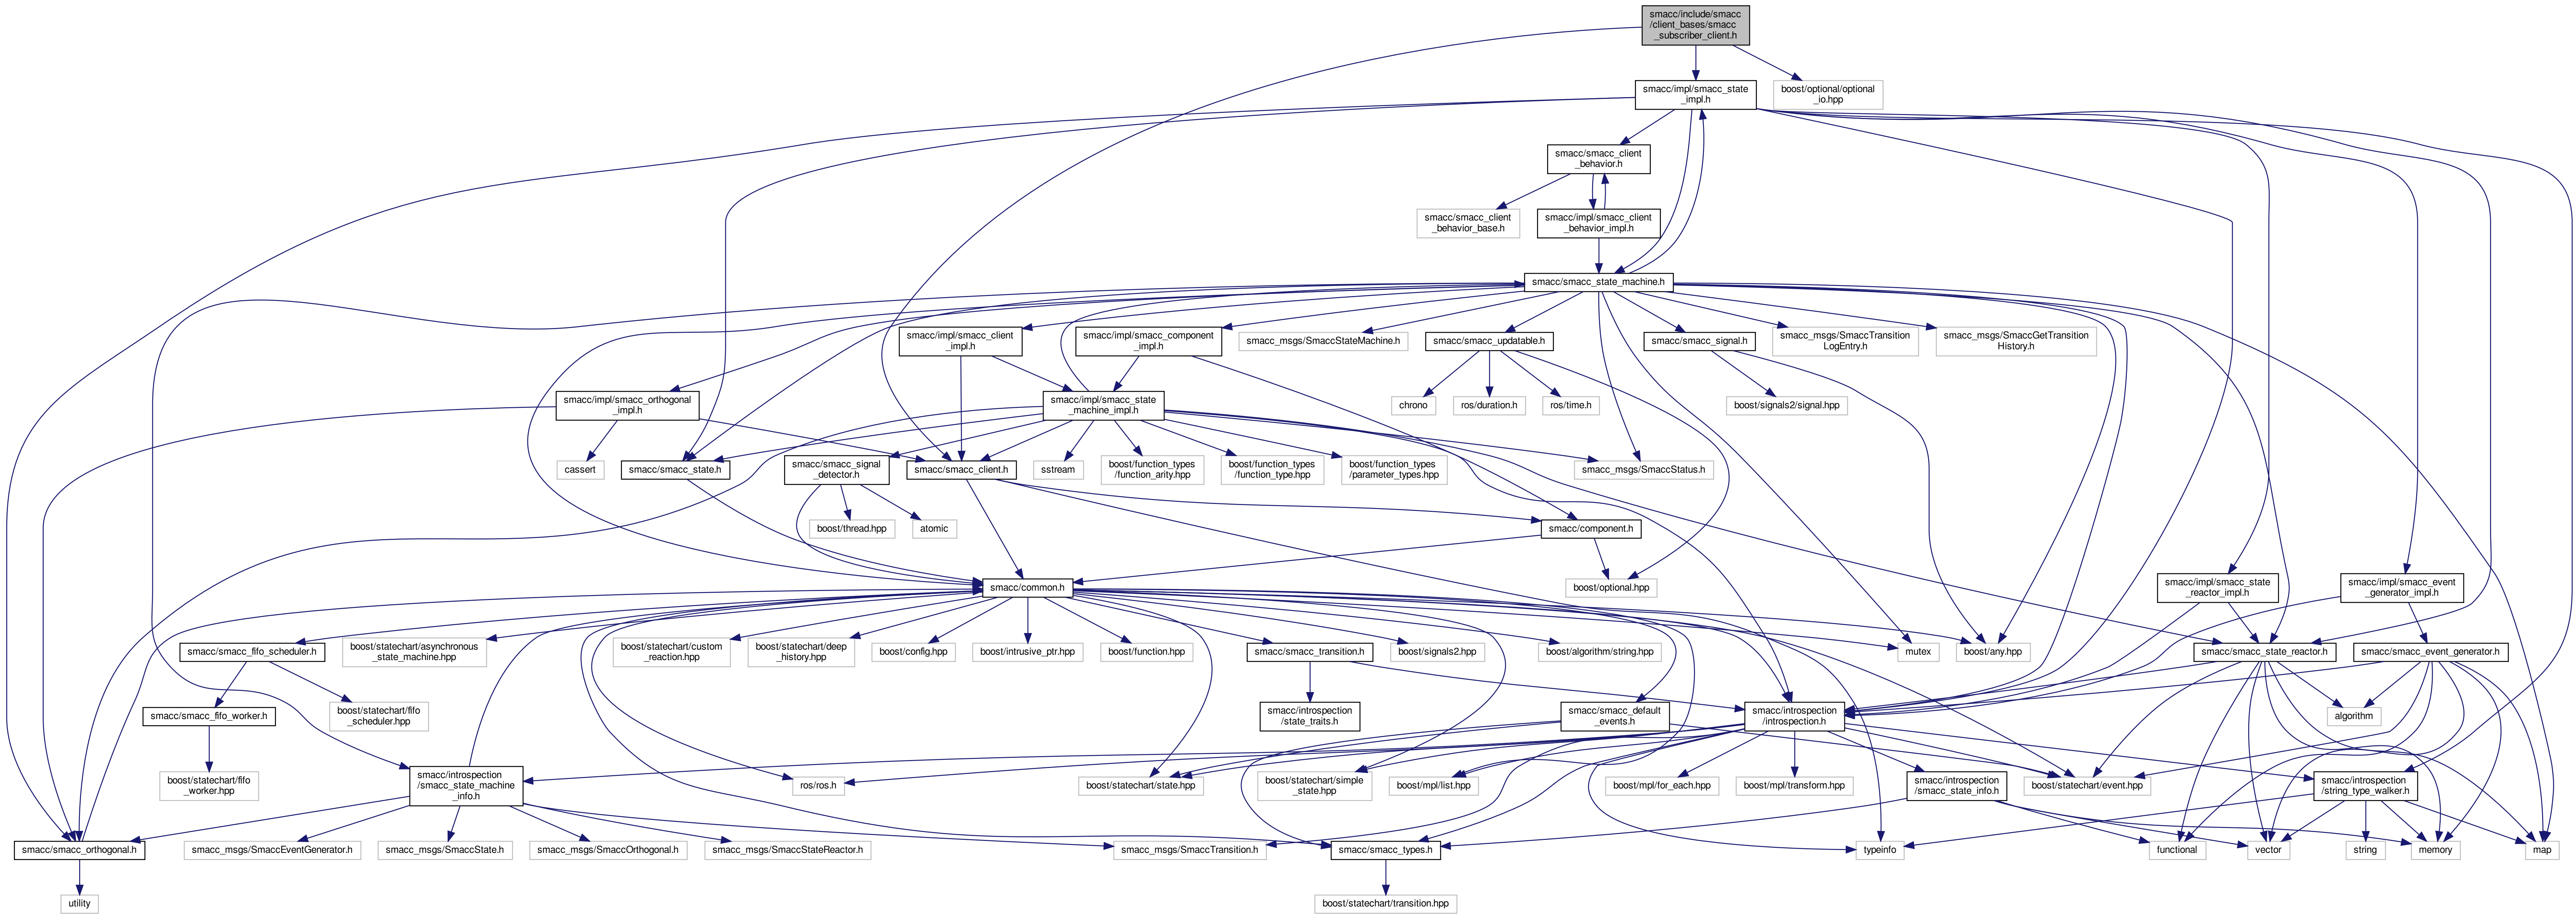 smacc/include/smacc
/client_bases/smacc
_subscriber_client.h
smacc/impl/smacc_state
_impl.h
boost/optional/optional
_io.hpp
smacc/smacc_client
_behavior.h
smacc/smacc_client
_behavior_base.h
smacc/impl/smacc_client
_behavior_impl.h
smacc/smacc_state_machine.h
smacc/impl/smacc_client
_impl.h
smacc/impl/smacc_component
_impl.h
smacc_msgs/SmaccStateMachine.h
smacc/smacc_updatable.h
smacc/smacc_signal.h
smacc_msgs/SmaccTransition
LogEntry.h
smacc_msgs/SmaccGetTransition
History.h
smacc/impl/smacc_orthogonal
_impl.h
smacc/impl/smacc_state
_machine_impl.h
chrono
ros/duration.h
ros/time.h
boost/signals2/signal.hpp
cassert
smacc/smacc_state.h
smacc/smacc_signal
_detector.h
smacc/smacc_client.h
sstream
boost/function_types
/function_arity.hpp
boost/function_types
/function_type.hpp
boost/function_types
/parameter_types.hpp
smacc_msgs/SmaccStatus.h
boost/thread.hpp
atomic
smacc/component.h
smacc/common.h
boost/optional.hpp
smacc/impl/smacc_state
_reactor_impl.h
smacc/impl/smacc_event
_generator_impl.h
smacc/smacc_fifo_scheduler.h
boost/statechart/asynchronous
_state_machine.hpp
boost/statechart/custom
_reaction.hpp
boost/statechart/deep
_history.hpp
boost/config.hpp
boost/intrusive_ptr.hpp
boost/function.hpp
smacc/smacc_transition.h
boost/signals2.hpp
boost/algorithm/string.hpp
mutex
boost/any.hpp
smacc/smacc_state_reactor.h
smacc/smacc_event_generator.h
smacc/smacc_fifo_worker.h
boost/statechart/fifo
_scheduler.hpp
smacc/introspection
/state_traits.h
smacc/smacc_default
_events.h
smacc/introspection
/introspection.h
algorithm
boost/statechart/fifo
_worker.hpp
smacc/introspection
/smacc_state_machine
_info.h
ros/ros.h
boost/statechart/state.hpp
boost/statechart/simple
_state.hpp
boost/mpl/list.hpp
boost/mpl/for_each.hpp
boost/mpl/transform.hpp
smacc/introspection
/smacc_state_info.h
boost/statechart/event.hpp
smacc/introspection
/string_type_walker.h
smacc/smacc_orthogonal.h
smacc_msgs/SmaccEventGenerator.h
smacc_msgs/SmaccState.h
smacc_msgs/SmaccOrthogonal.h
smacc_msgs/SmaccStateReactor.h
smacc_msgs/SmaccTransition.h
smacc/smacc_types.h
typeinfo
functional
vector
string
memory
map
utility
boost/statechart/transition.hpp